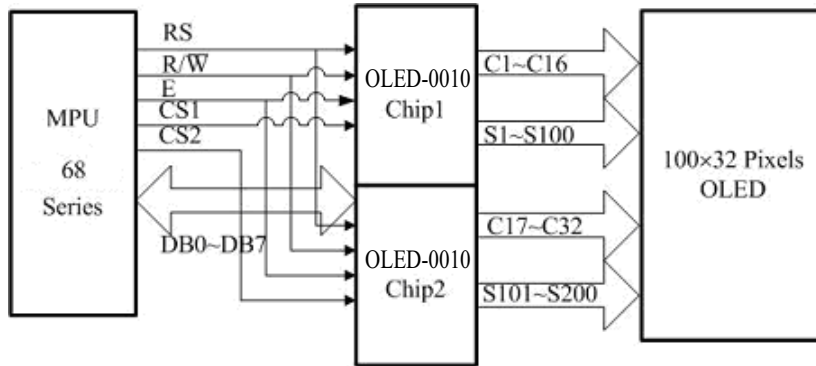 MPU
68
Series
RS
R/W̅
E
CS1
CS2
DB0~DB7
OLED-0010
Chip1
OLED-0010
Chip2
C1~C16
S1~S100
C17~C32
S101~S200
100×32 Pixels
OLED